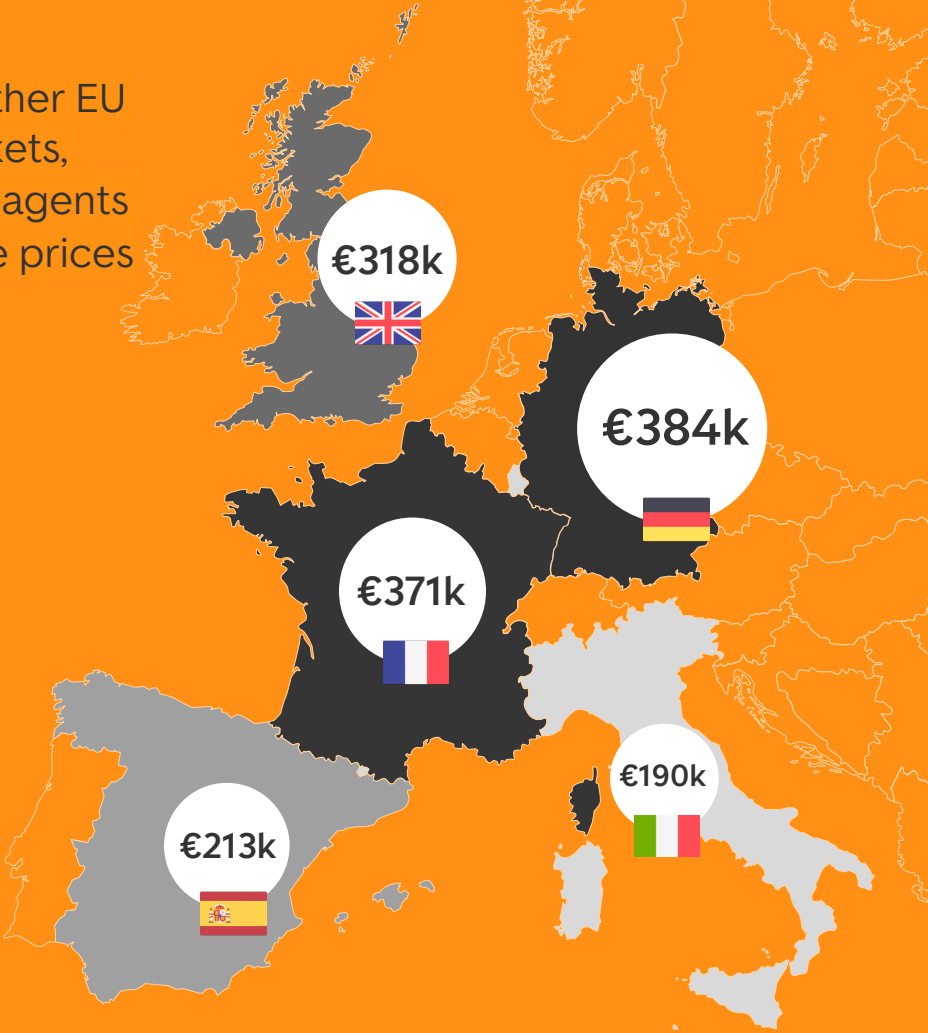 ther EU
kets,
agents
e prices
€318k
€384k
€371k
€190k
€213k